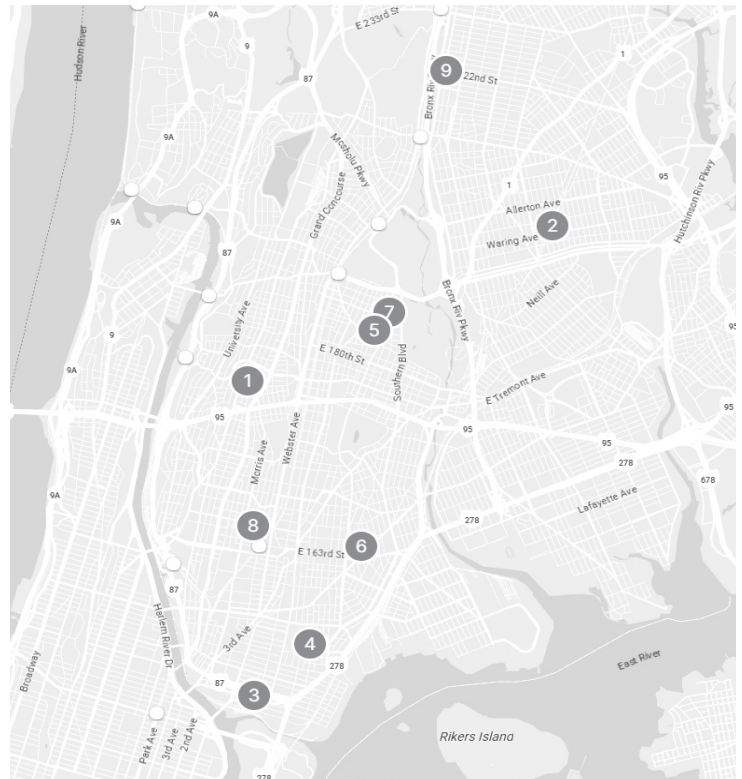 9A
E 233rd St
9
1
Hudson River
87
9
22nd St
Bronx Riv
9A
Mosholu Pkwy
95
1
Grand Concourse
Allerton Ave
Hutchinson Riv Pkwy
9A
2
Waring Ave
87
Neill Ave
Bronx Riv Pkwy
7
University Ave
5
95
9
E 180th St
Southern Blvd
9A
1
E Tremont Ave
95
Webster Ave
95
95
Morris Ave
278
678
9A
Lafayette Ave
8
278
6
E 163rd St
87
Harlem River Dr
3rd Ave
4
278
East River
Broadway
87
3
Park Ave
3rd Ave
2nd Ave
Rikers Island
278